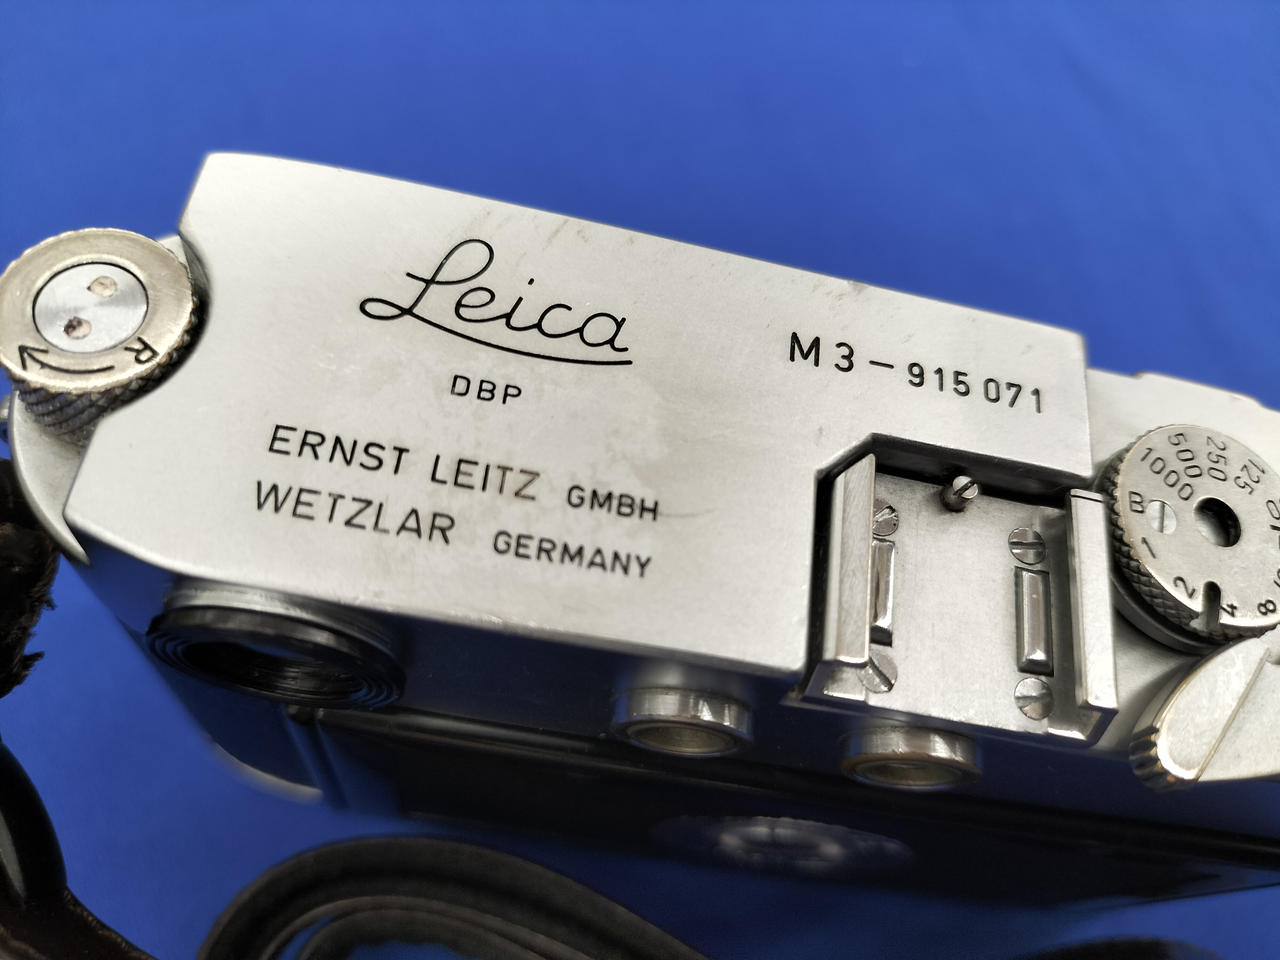 Leica
DBP
ERNST LEITZ GMBH
WETZLAR GERMANY
M3-915071
R
B
1000
500
250
125
1
2
4
8